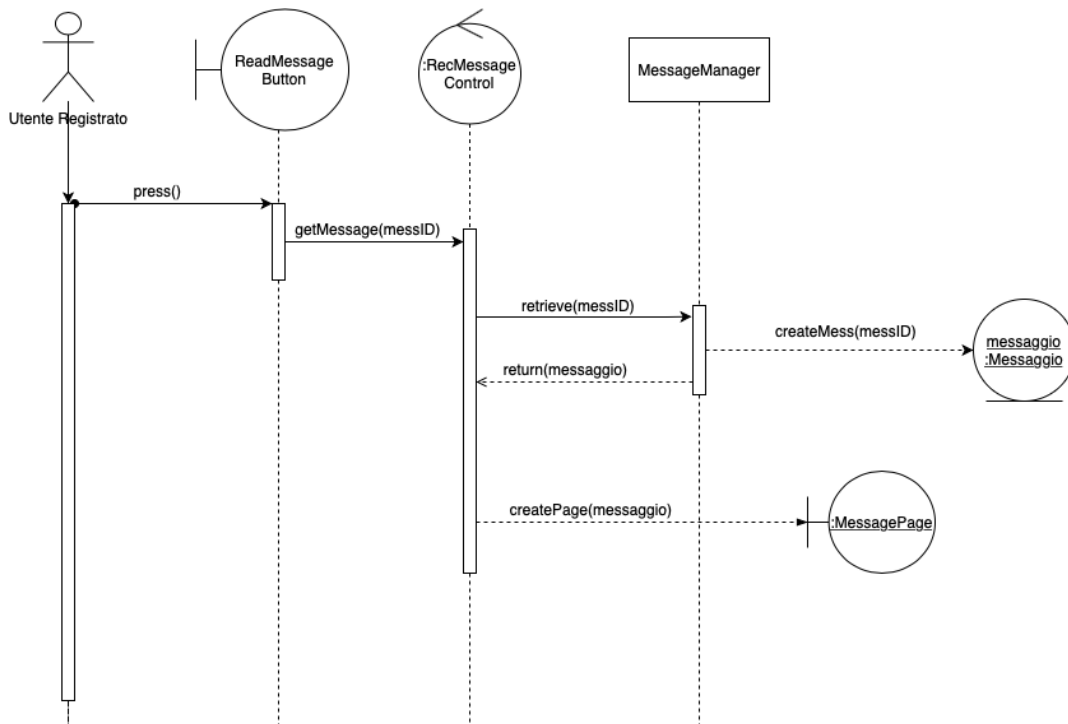 ReadMessage
Button
:RecMessage
Control
MessageManager
Utente Registrato
press()
getMessage(messID)
retrieve(messID)
createMess(messID)
messaggio
:Messaggio
return(messaggio)
createPage(messaggio)
:MessagePage